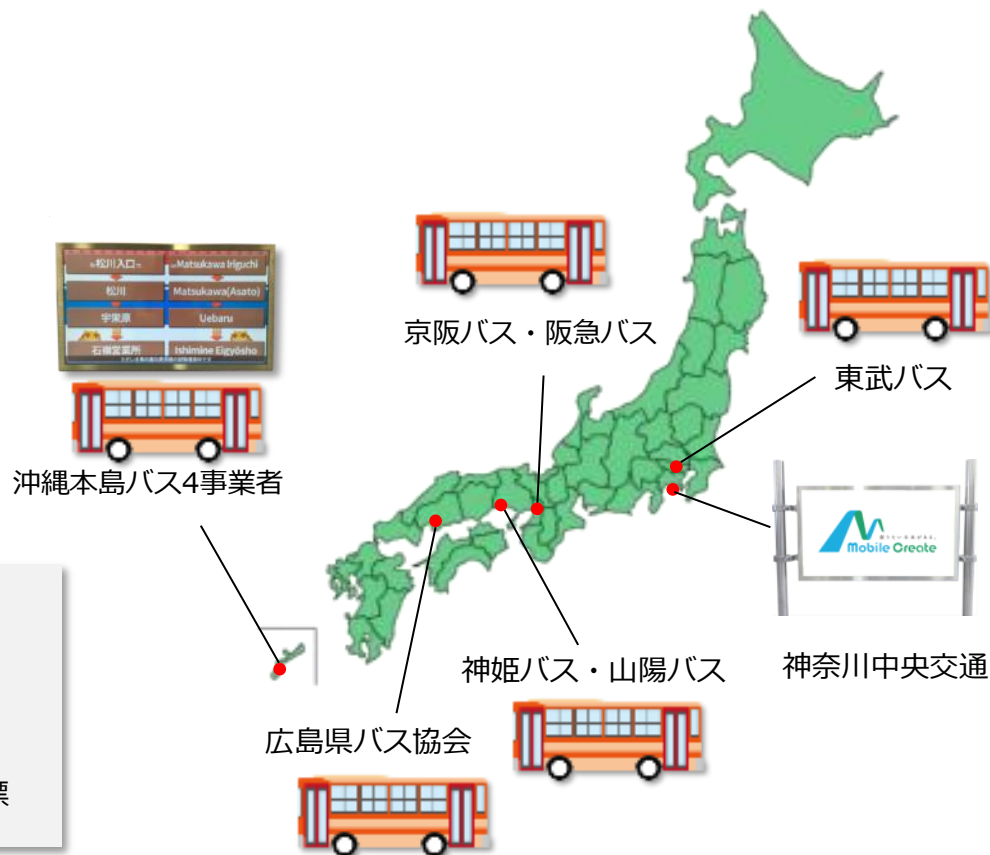 松川入口
Matsukawa Iriguchi
松川
Matsukawa(Asato)
宇栄原
Uebaru
石嶺営業所
Ishimine Eigyōsho
京阪バス・阪急バス
東武バス
沖縄本島バス4事業者
Mobile Create
神姫バス・山陽バス
神奈川中央交通
広島県バス協会
票